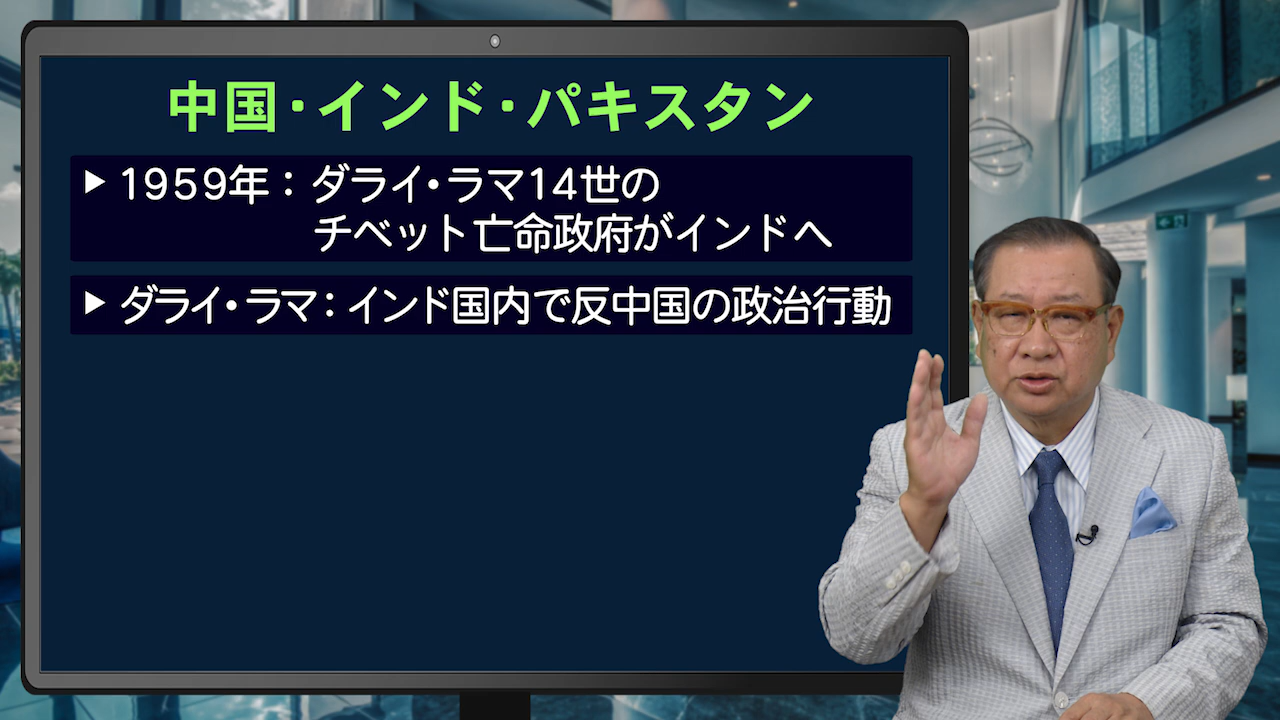 中国・インド・パキスタン
▶1959年：ダライ・ラマ14世の
チベット亡命政府がインドへ
▶ダライ・ラマ：インド国内で反中国の政治行動